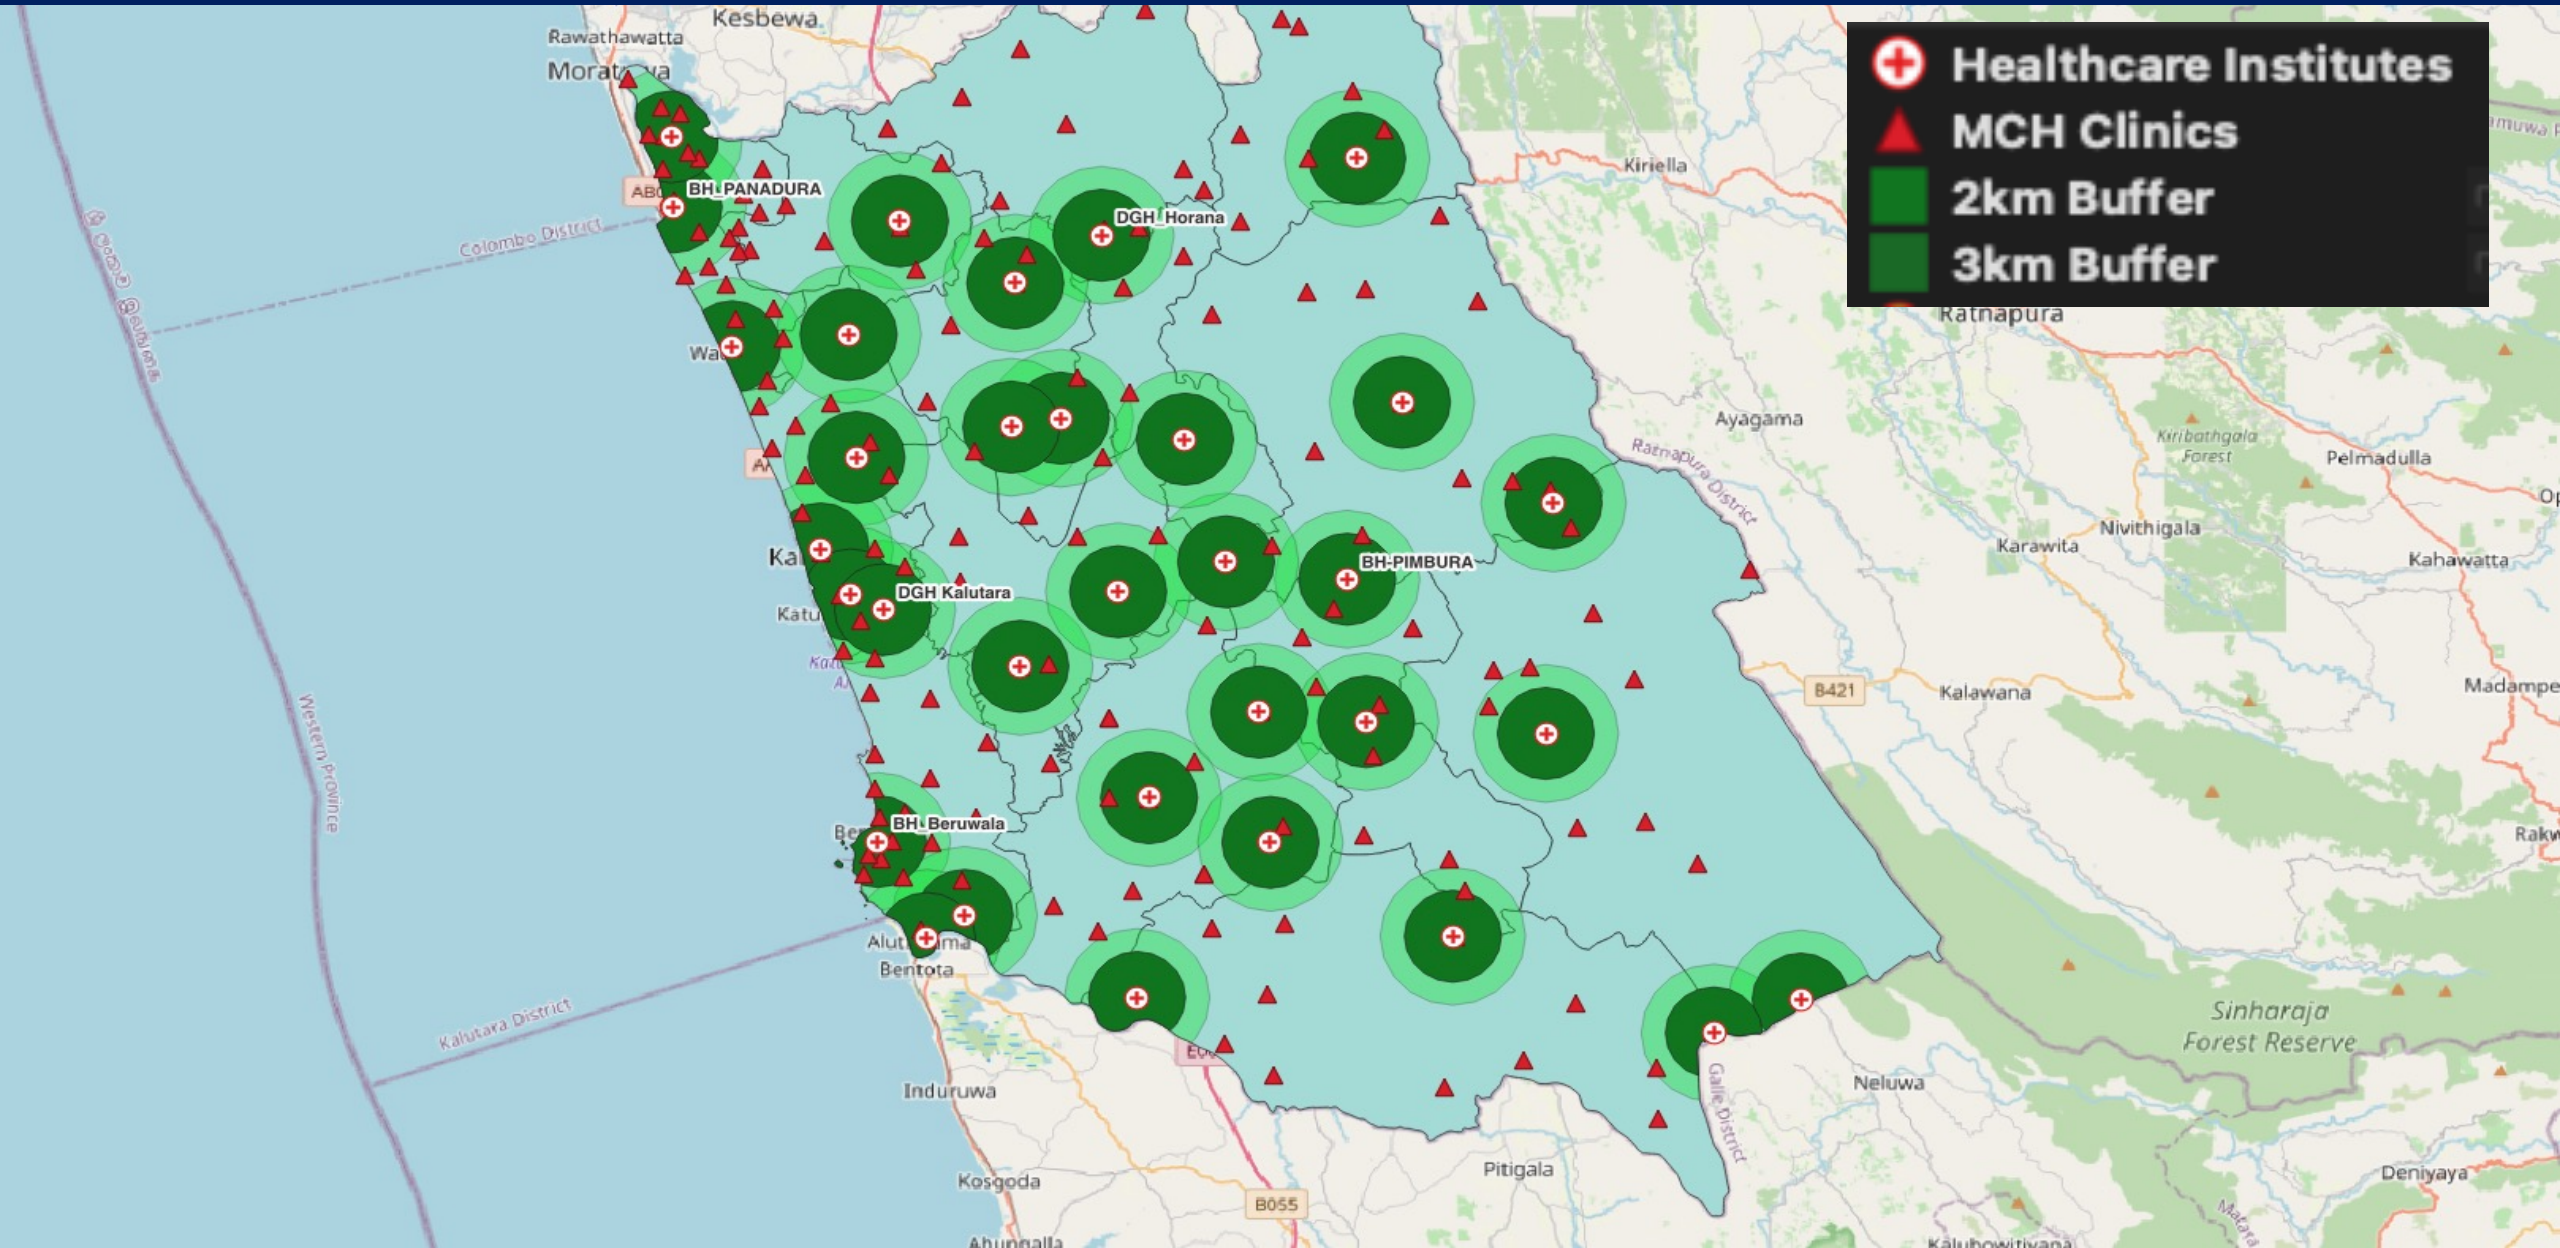 Kesbewa
Rawathawatta
Healthcare Institutes
MCH Clinics
2km Buffer
3km Buffer
Kiriella
BH_PANADURA
DGH_Horana
Colombo District
Ratnapura
Ayagama
Kiribathgala
Forest
Pelmadulla
Ratnapura District
Nivithigala
Karawita
Kahawatta
BH-PIMBURA
DGH Kalutara
B421
Kalawana
Madampe
Western Province
BH_Beruwala
Bentota
Kalutara District
Sinharaja
Forest Reserve
Induruwa
Neluwa
Galle District
Pitigala
Deniyaya
Kosgoda
B055
Matara
Ahungalla